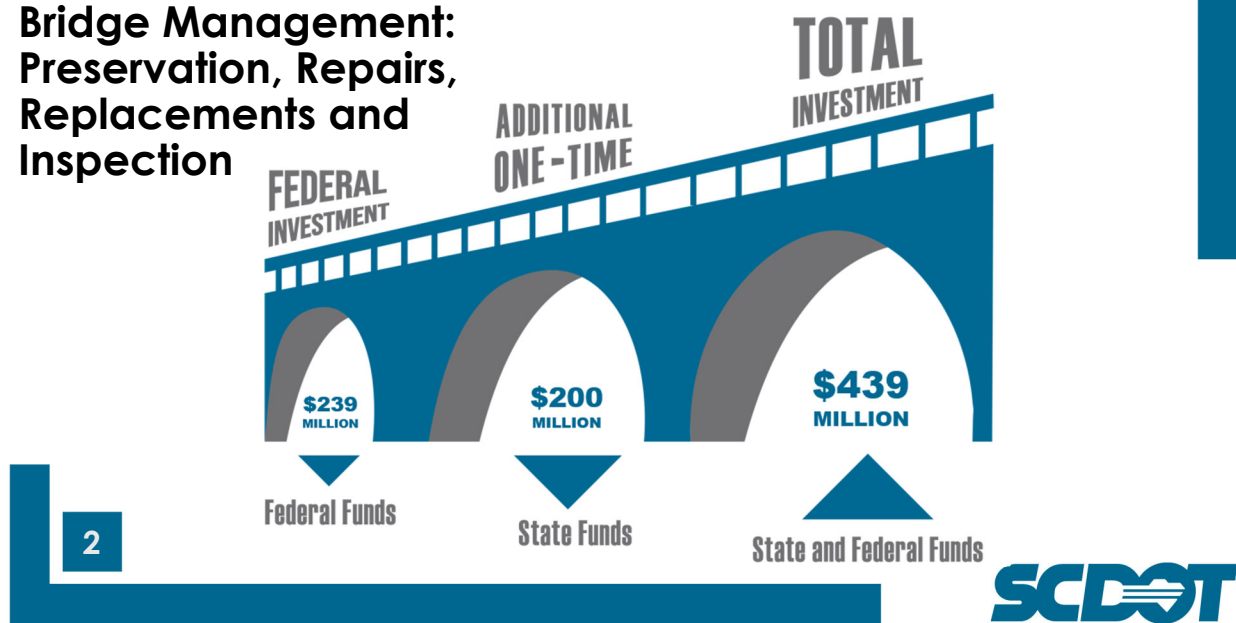 Bridge Management:
Preservation, Repairs,
Replacements and
Inspection
FEDERAL
INVESTMENT
ADDITIONAL
ONE-TIME
TOTAL
INVESTMENT
$239
MILLION
$200
MILLION
$439
MILLION
Federal Funds
State Funds
State and Federal Funds
2
SCDOT